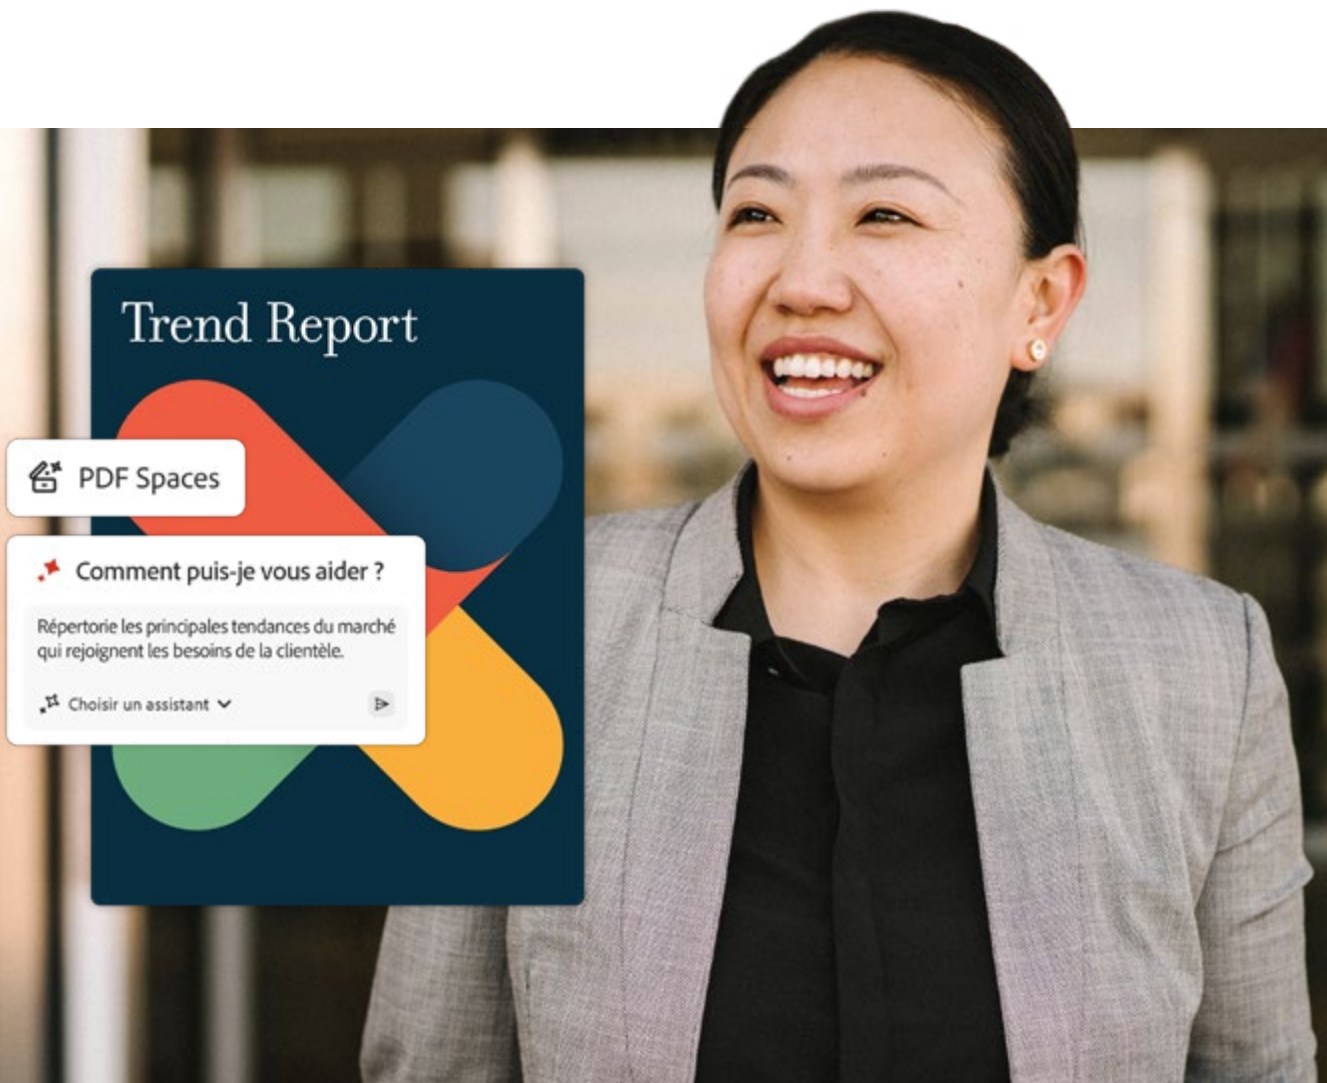 Trend Report
PDF Spaces
Comment puis-je vous aider ?
Répertorie les principales tendances du marché
qui rejoignent les besoins de la clientèle.
Choisir un assistant